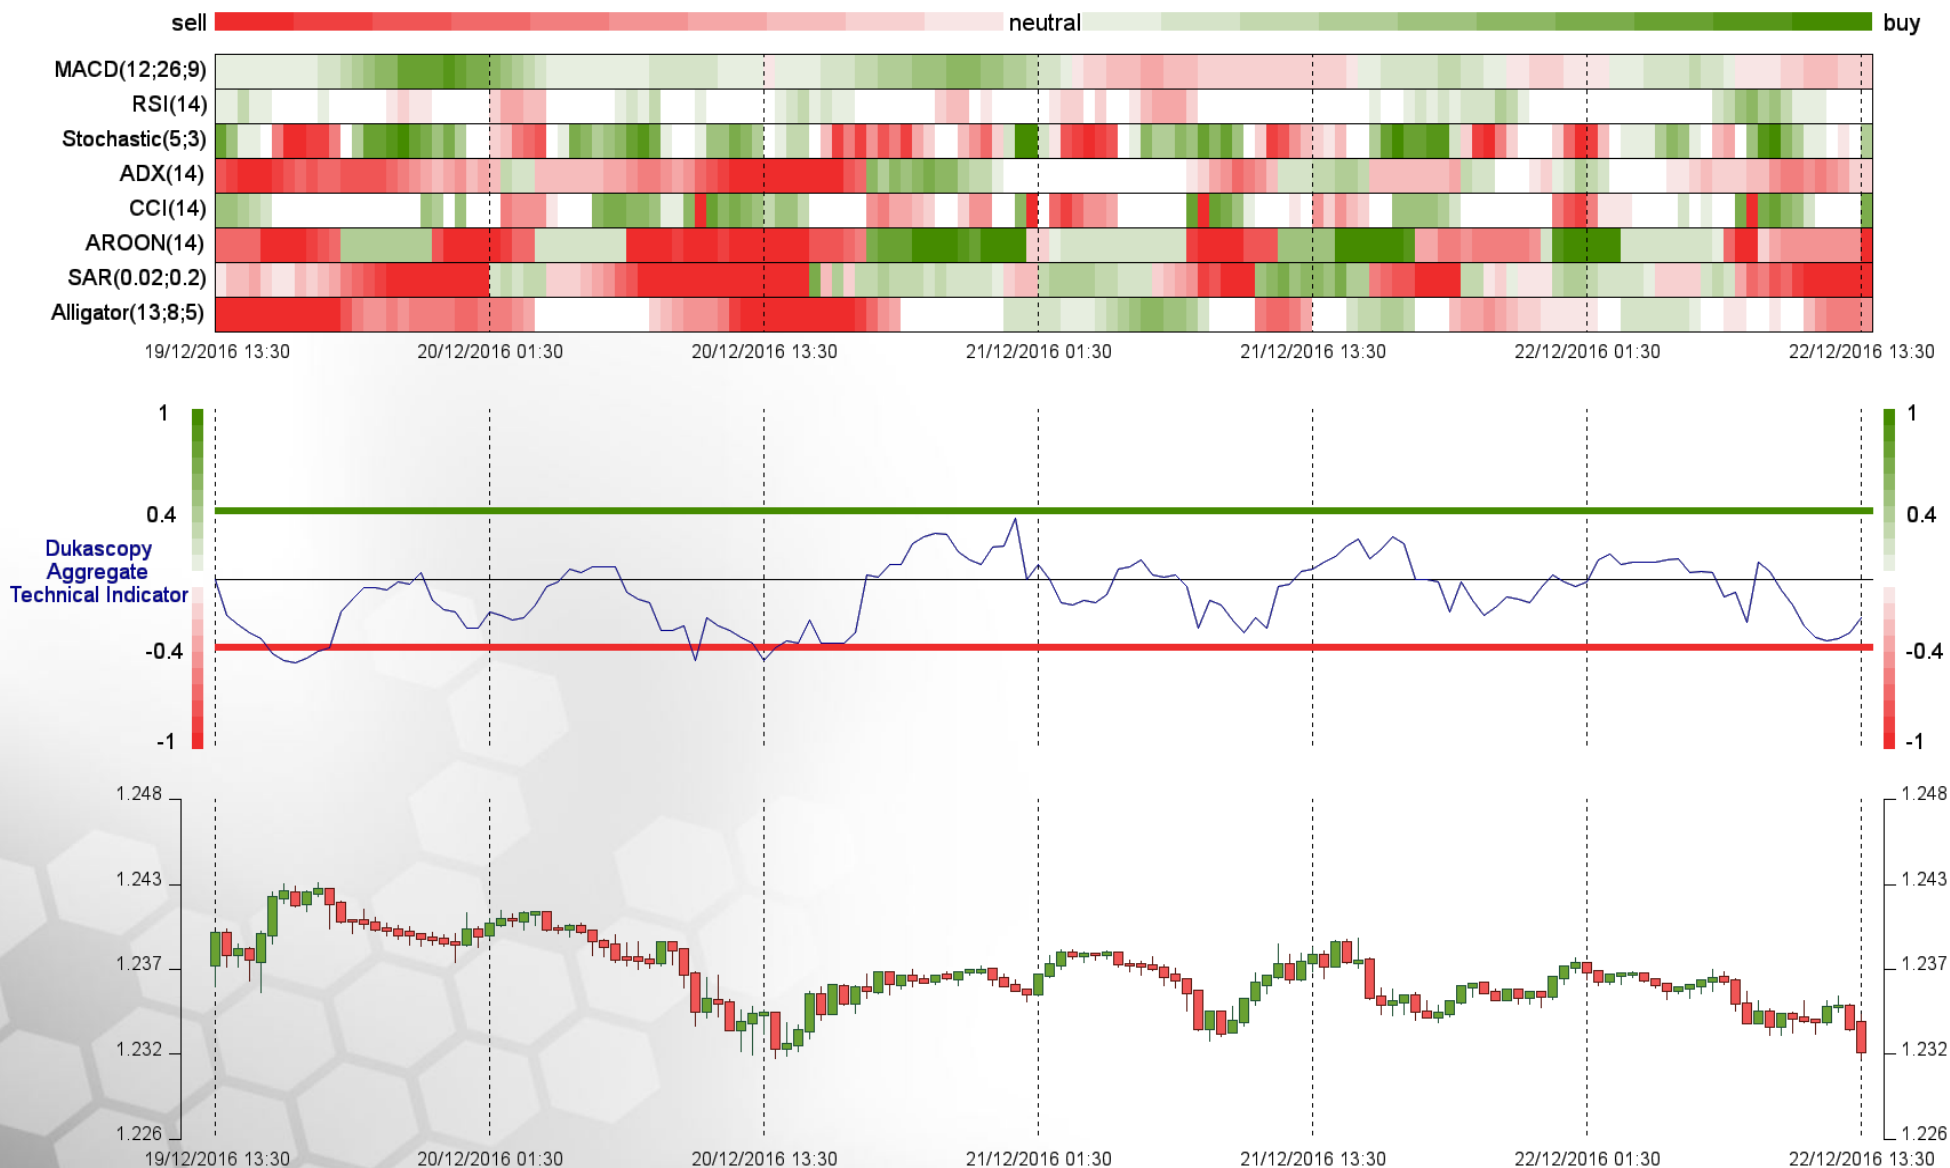 sell neutral buy
MACD(12;26;9)
RSI(14)
Stochastic(5;3)
ADX(14)
CCI(14)
AROON(14)
SAR(0.02;0.2)
Alligator(13;8;5)
19/12/2016 13:30 20/12/2016 01:30 20/12/2016 13:30 21/12/2016 01:30 21/12/2016 13:30 22/12/2016 01:30 22/12/2016 13:30
1 1
0.4 0.4
Dukascopy
Aggregate
Technical Indicator
-0.4 -0.4
-1 -1
1.248 1.248
1.243 1.243
1.237 1.237
1.232 1.232
1.226 1.226
19/12/2016 13:30 20/12/2016 01:30 20/12/2016 13:30 21/12/2016 01:30 21/12/2016 13:30 22/12/2016 01:30 22/12/2016 13:30